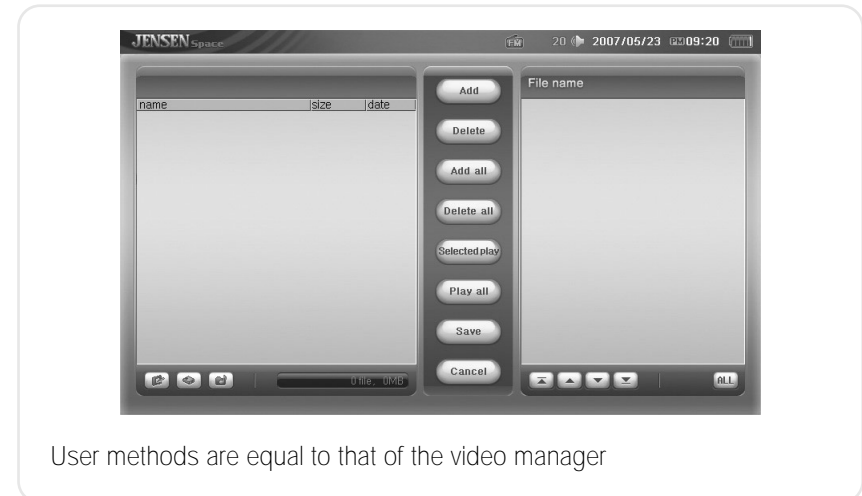 JENSEN Space FM 20 2007/05/23 PM 09:20
name size date
File name
Add
Delete
Add all
Delete all
Selected play
Play all
Save
Cancel
0 file, 0MB
ALL
User methods are equal to that of the video manager